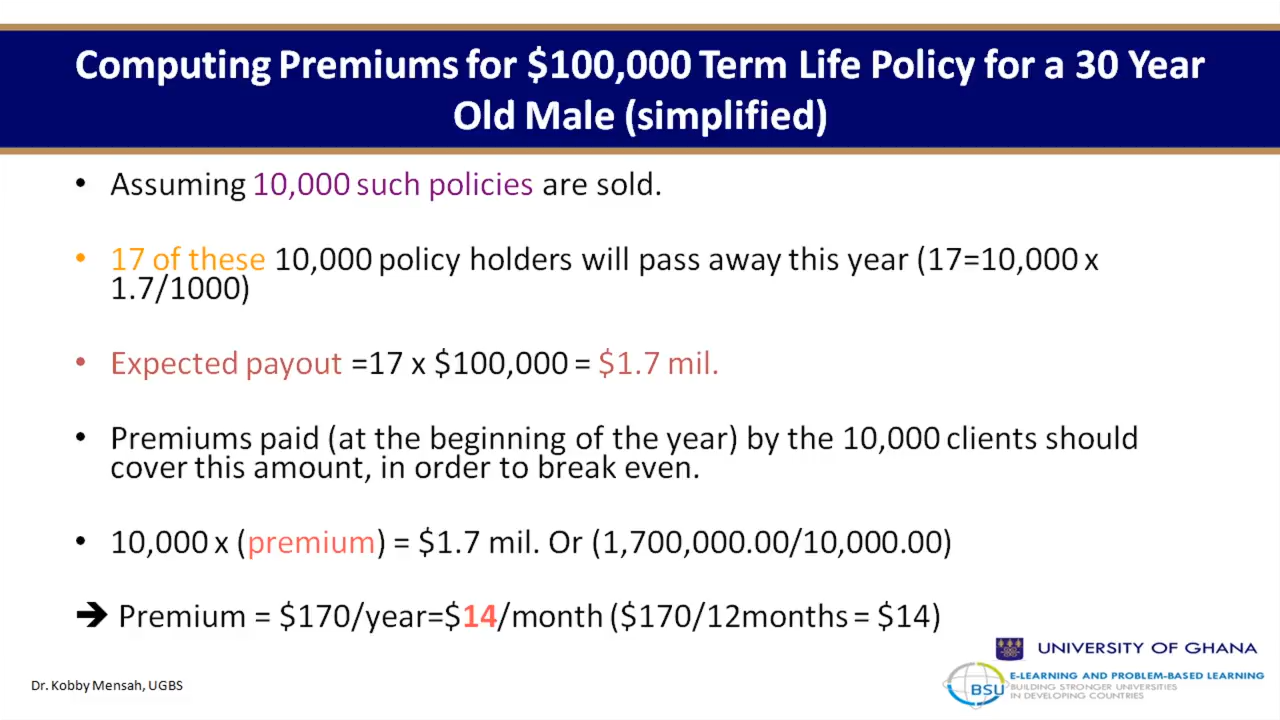 Computing Premiums for $100,000 Term Life Policy for a 30 Year
Old Male (simplified)
• Assuming 10,000 such policies are sold.
• 17 of these 10,000 policy holders will pass away this year (17=10,000 x
1.7/1000)
• Expected payout =17 x $100,000 = $1.7 mil.
• Premiums paid (at the beginning of the year) by the 10,000 clients should
cover this amount, in order to break even.
• 10,000 x (premium) = $1.7 mil. Or (1,700,000.00/10,000.00)
➔ Premium = $170/year=$14/month ($170/12months = $14)
UNIVERSITY OF GHANA
Dr. Kobby Mensah, UGBS
BSU
E-LEARNING AND PROBLEM-BASED LEARNING
BUILDING STRONGER UNIVERSITIES
IN DEVELOPING COUNTRIES